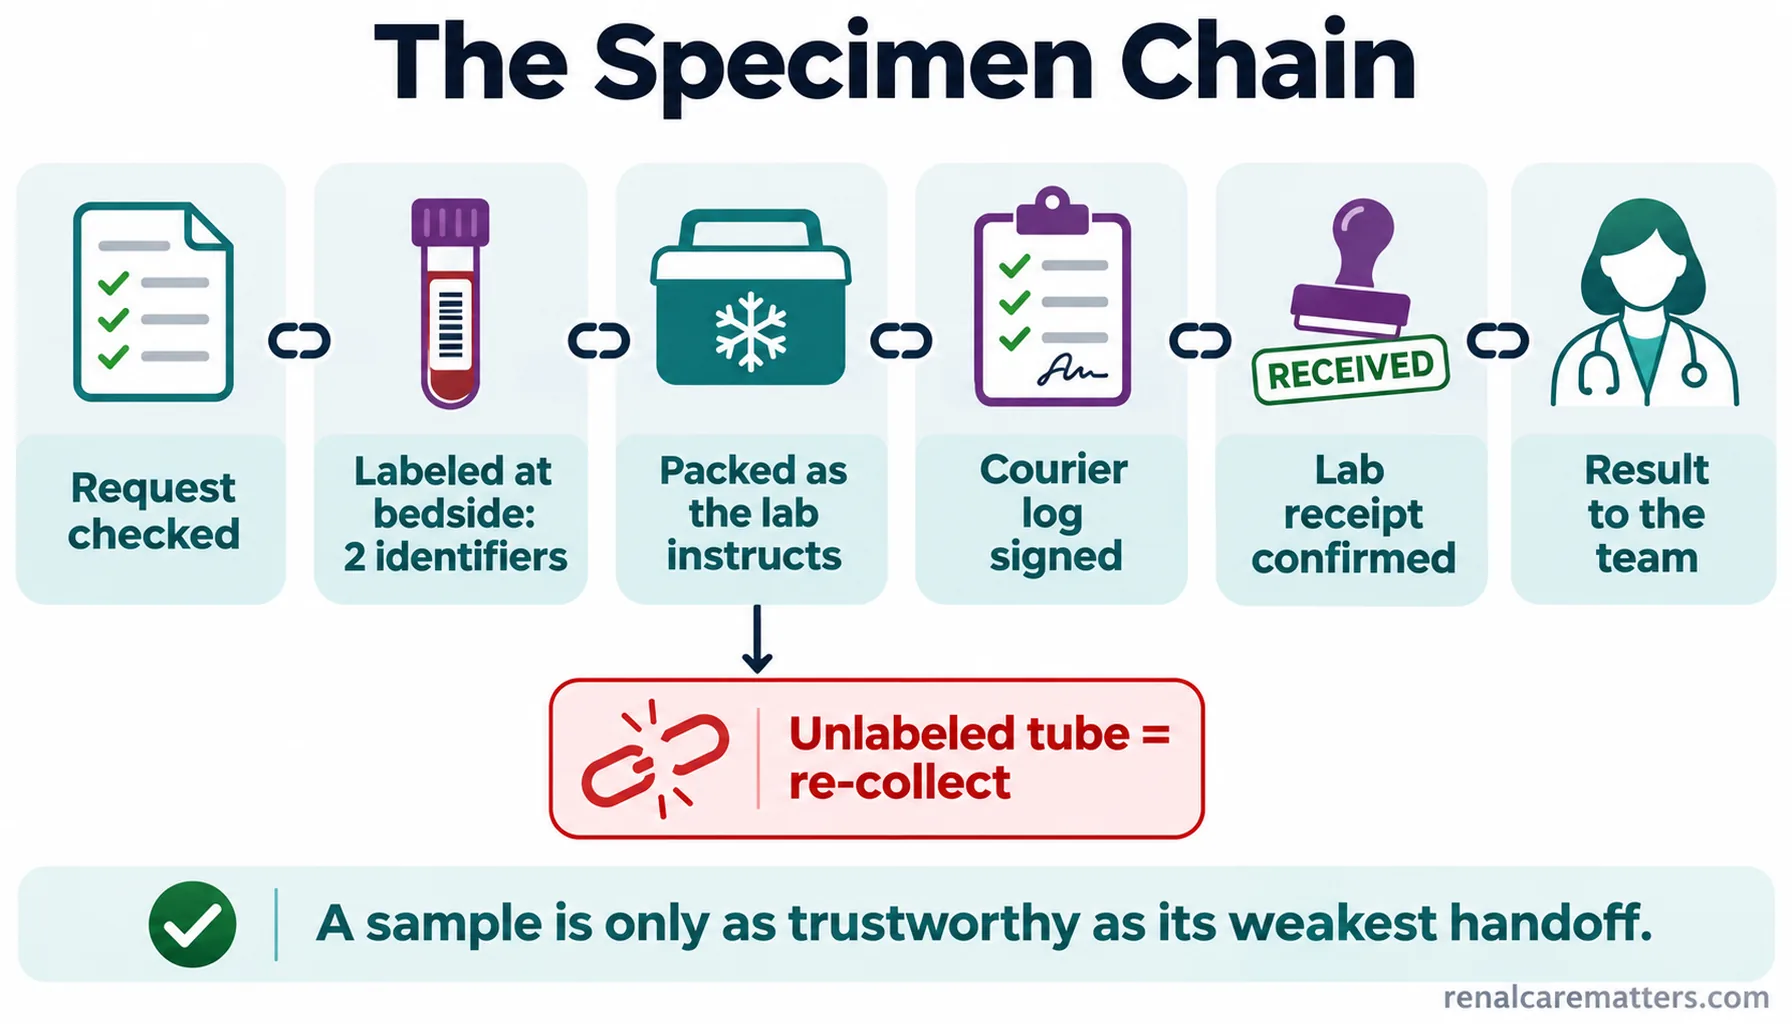 The Specimen Chain
Request
checked
Labeled at
bedside:
2 identifiers
Packed as
the lab
instructs
Courier
log
signed
RECEIVED
Lab
receipt
confirmed
Result
to the
team
Unlabeled tube =
re-collect
A sample is only as trustworthy as its weakest handoff.
renalcarematters.com